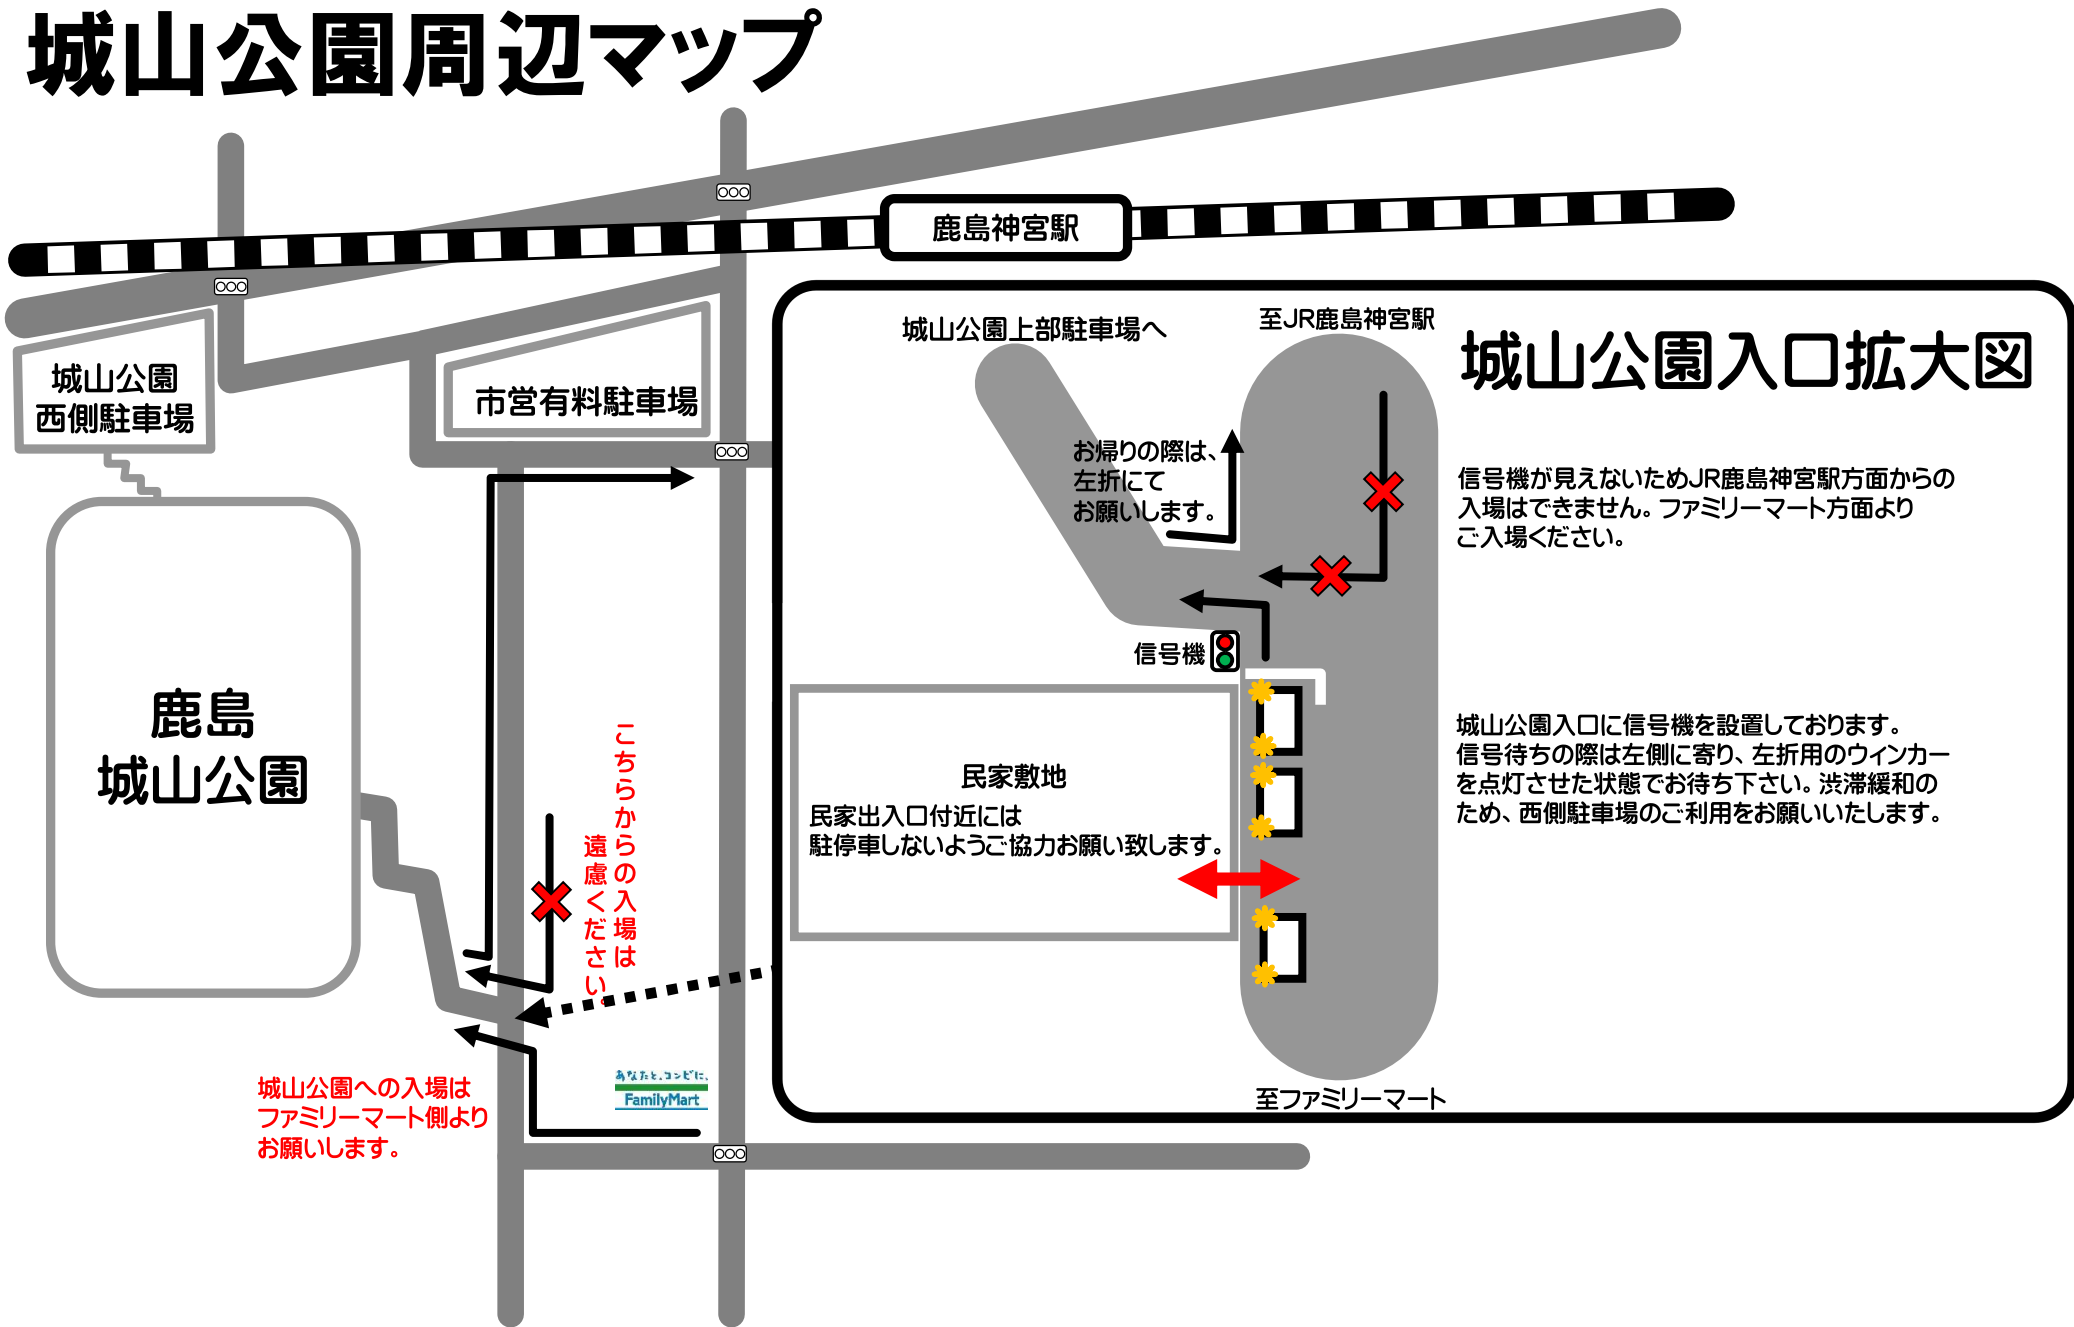 城山公園周辺マップ
鹿島神宮駅
城山公園
西側駐車場
市営有料駐車場
鹿島
城山公園
こちらからの入場は
遠慮ください。
城山公園への入場は
ファミリーマート側より
お願いします。
あなたと、コンビに、
FamilyMart
城山公園入口拡大図
城山公園上部駐車場へ
至JR鹿島神宮駅
お帰りの際は、
左折にて
お願いします。
信号機が見えないためJR鹿島神宮駅方面からの
入場はできません。ファミリーマート方面より
ご入場ください。
信号機
城山公園入口に信号機を設置しております。
信号待ちの際は左側に寄り、左折用のウィンカー
を点灯させた状態でお待ち下さい。渋滞緩和の
ため、西側駐車場のご利用をお願いいたします。
民家敷地
民家出入口付近には
駐停車しないようご協力お願い致します。
至ファミリーマート